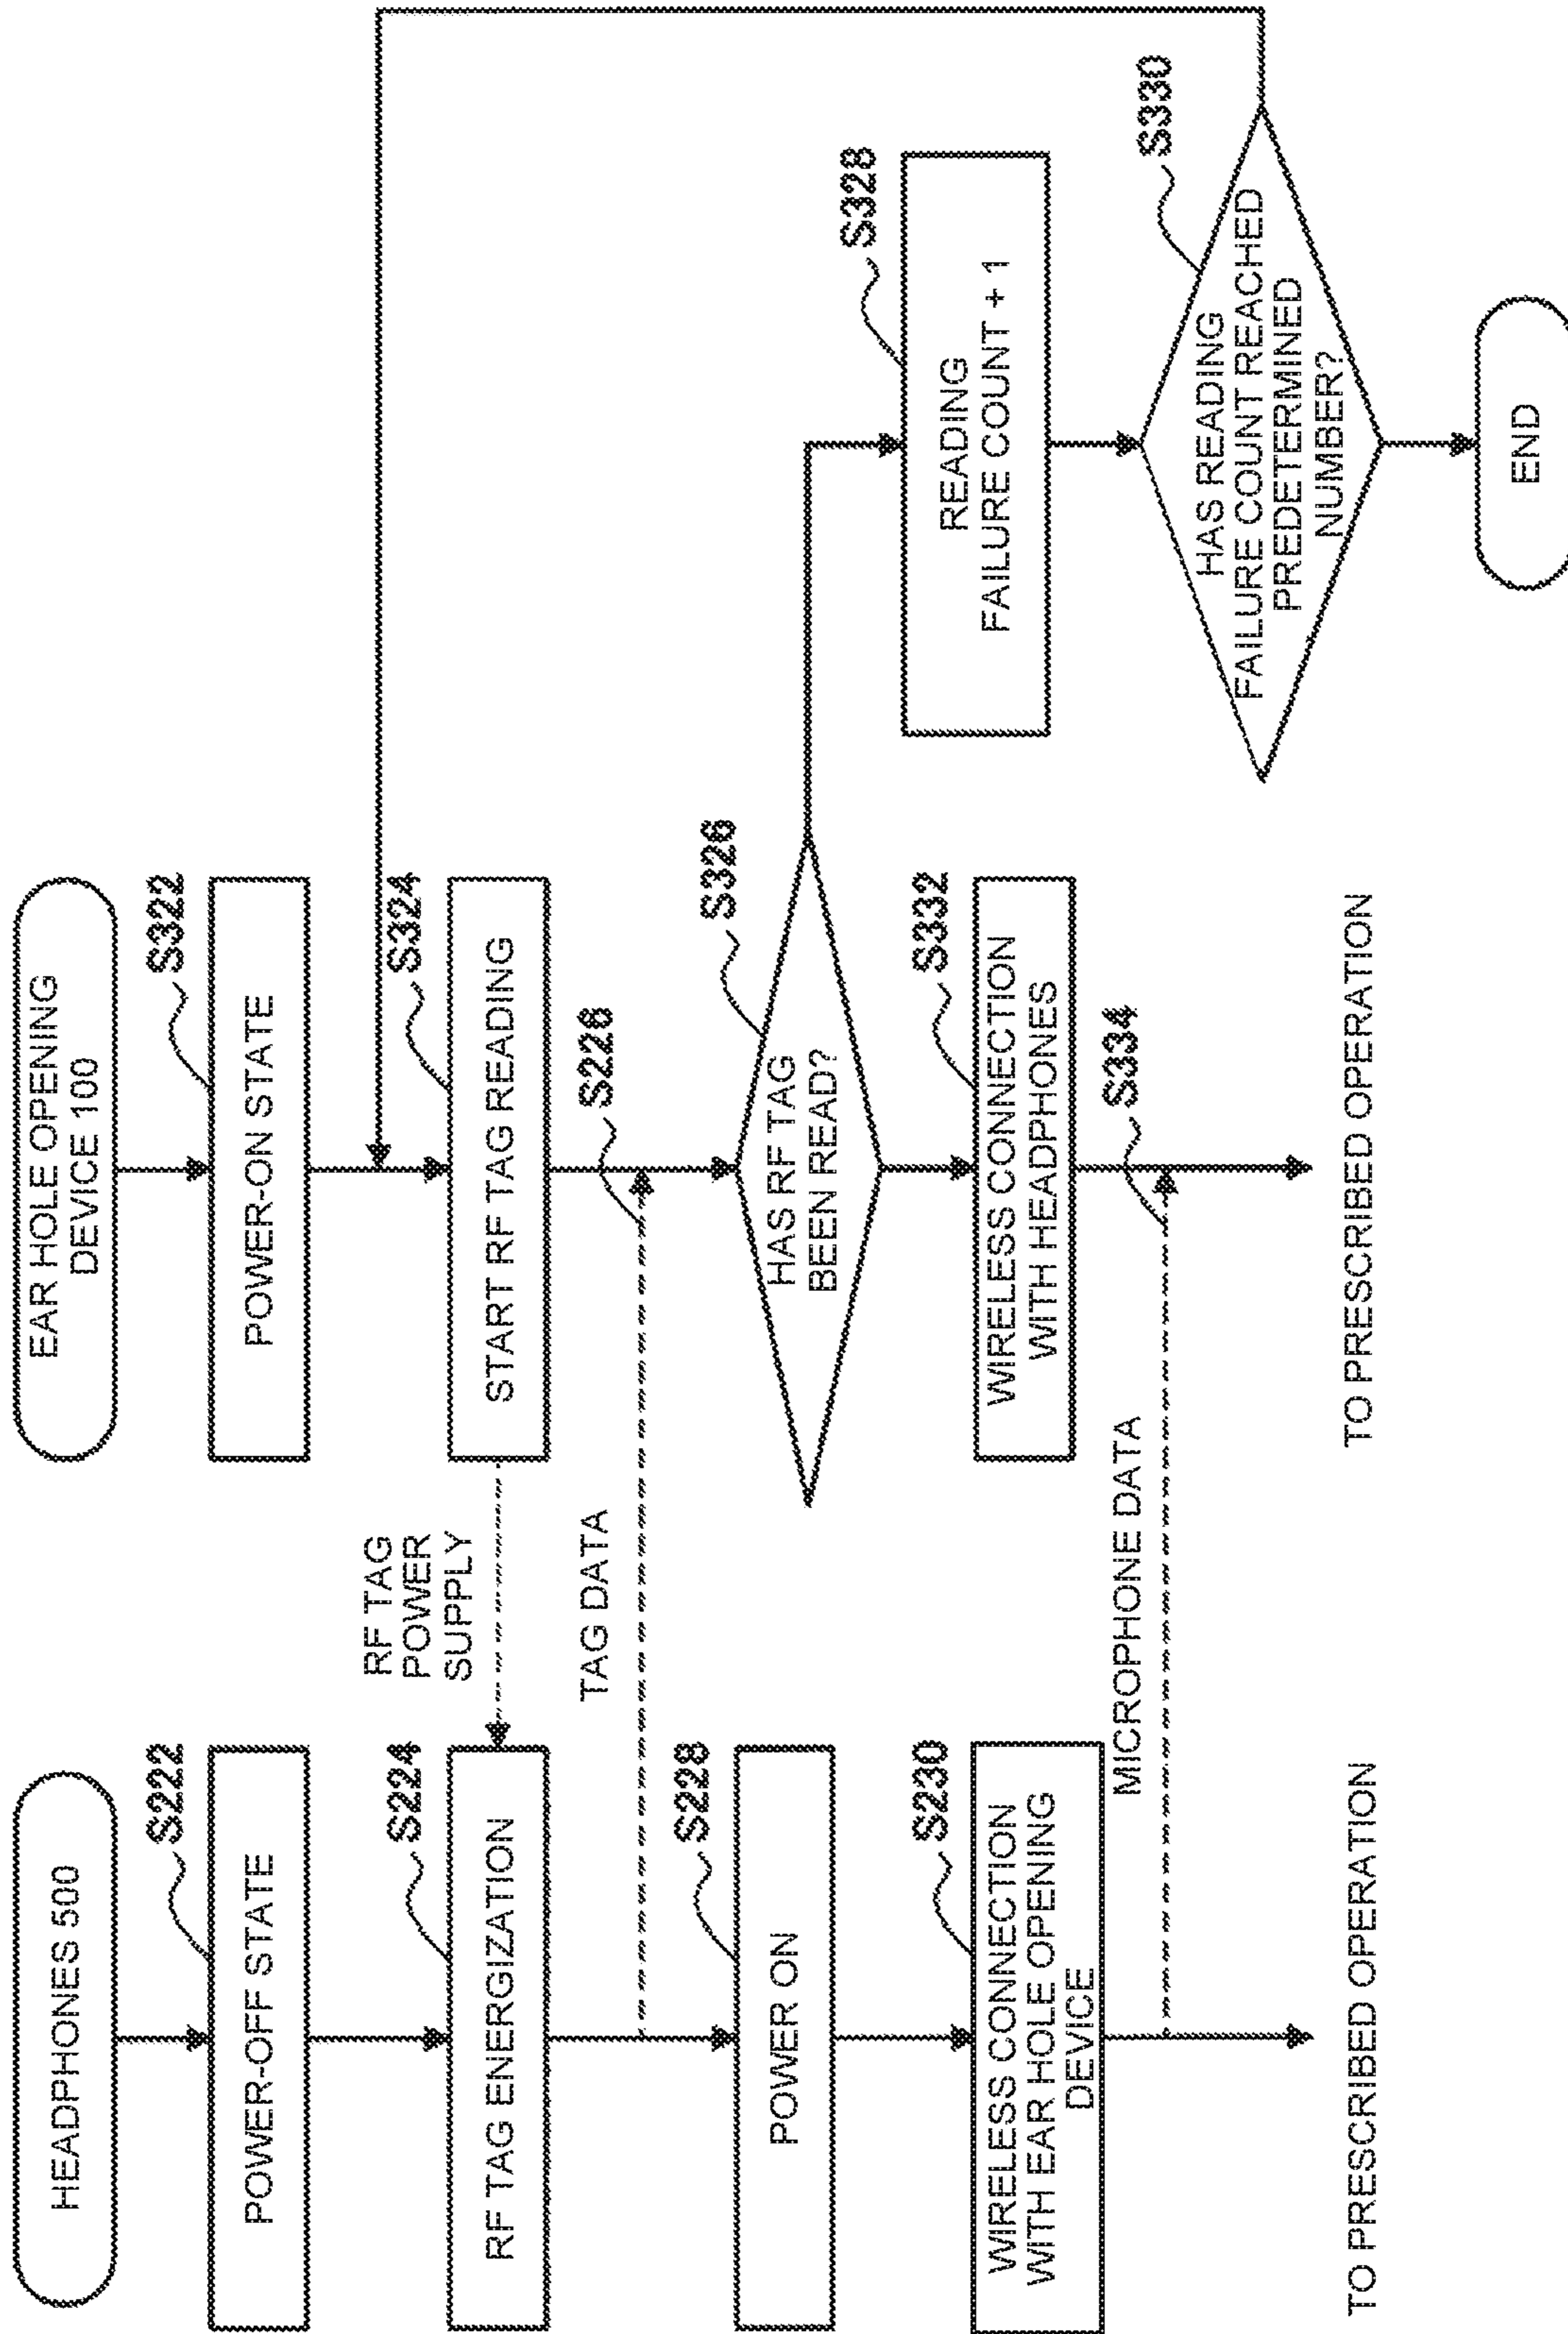 HEADPHONES 500
S222
POWER-OFF STATE
S224
RF TAG ENERGIZATION
S228
POWER ON
S230
WIRELESS CONNECTION
WITH EAR HOLE OPENING
DEVICE
TO PRESCRIBED OPERATION
RF TAG
POWER
SUPPLY
TAG DATA
MICROPHONE DATA
EAR HOLE OPENING
DEVICE 100
S322
POWER-ON STATE
S324
START RF TAG READING
S226
S326
HAS RF TAG
BEEN READ?
S332
WIRELESS CONNECTION
WITH HEADPHONES
S334
TO PRESCRIBED OPERATION
S328
READING
FAILURE COUNT + 1
S330
HAS READING
FAILURE COUNT REACHED
PREDETERMINED
NUMBER?
END